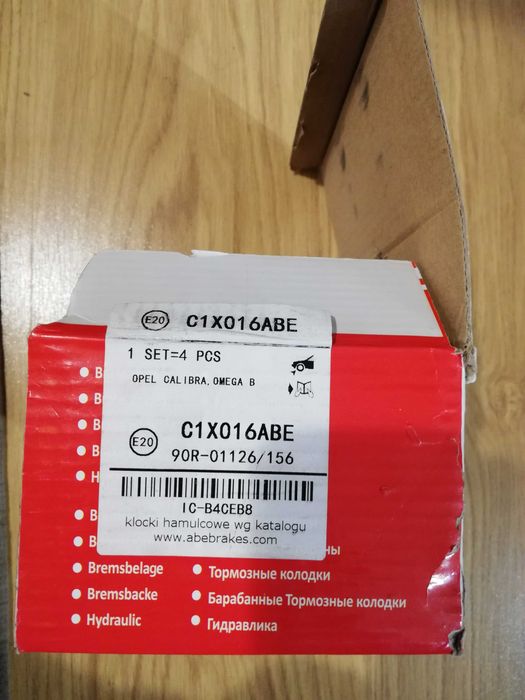 E20 C1X016ABE
1 SET=4 PCS
OPEL CALIBRA, OMEGA B
E20 C1X016ABE
90R-01126/156
IC-B4CEB8
klocki hamulcowe wg katalogu
www.abebrakes.com
Bremsbelage
Bremsbacke
Hydraulic
Тормозные колодки
Барабанные Тормозные колодки
Гидравлика